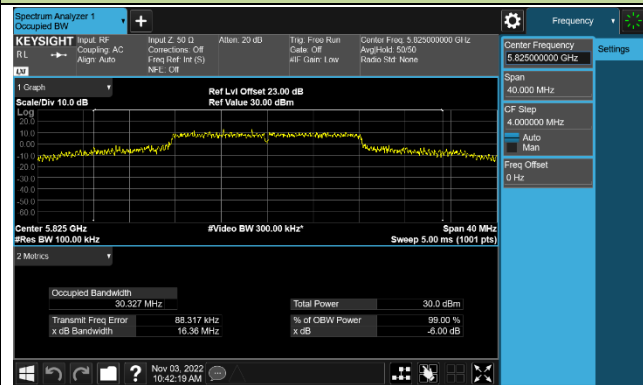 Spectrum Analyzer 1
Occupied BW
Frequency
KEYSIGHT
RL
LXI
Input: RF
Coupling: AC
Align: Auto
Input Z: 50 Ω
Corrections: Off
Freq Ref: Int (S)
NFE: Off
Atten: 20 dB
Trig: Free Run
Gate: Off
#IF Gain: Low
Center Freq: 5.825000000 GHz
Avg|Hold: 50/50
Radio Std: None
Center Frequency
5.825000000 GHz
Settings
Span
40.000 MHz
CF Step
4.000000 MHz
Auto
Man
Freq Offset
0 Hz
1 Graph
Scale/Div 10.0 dB
Ref Lvl Offset 23.00 dB
Ref Value 30.00 dBm
Log
20.0
10.0
0.00
-10.0
-20.0
-30.0
-40.0
-50.0
-60.0
Center 5.825 GHz
#Res BW 100.00 kHz
#Video BW 300.00 kHz*
Span 40 MHz
Sweep 5.00 ms (1001 pts)
2 Metrics
Occupied Bandwidth
30.327 MHz
Total Power 30.0 dBm
Transmit Freq Error 88.317 kHz
% of OBW Power 99.00 %
x dB Bandwidth 16.36 MHz
x dB -6.00 dB
?
Nov 03, 2022
10:42:19 AM